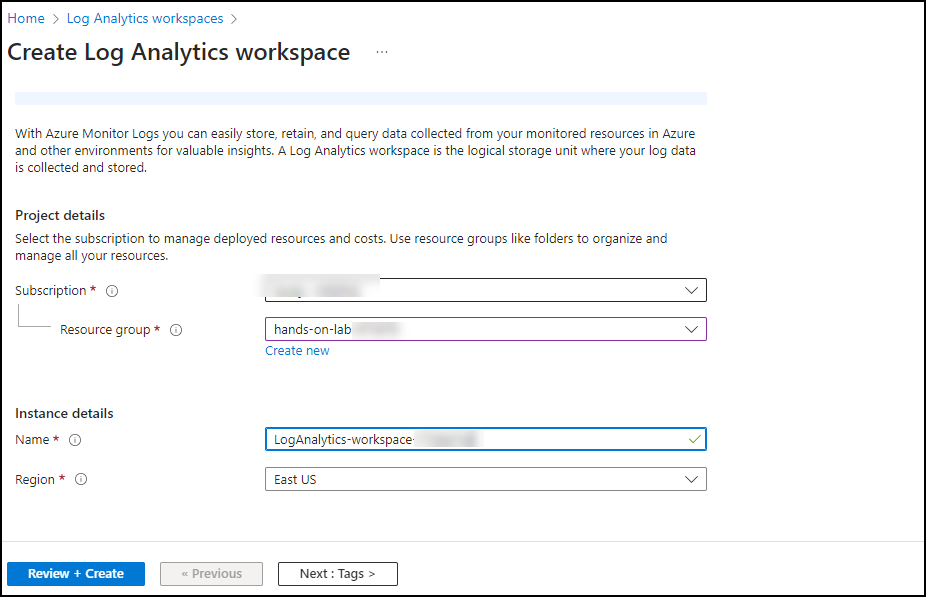 Home > Log Analytics workspaces >
Create Log Analytics workspace ...
With Azure Monitor Logs you can easily store, retain, and query data collected from your monitored resources in Azure
and other environments for valuable insights. A Log Analytics workspace is the logical storage unit where your log data
is collected and stored.
Project details
Select the subscription to manage deployed resources and costs. Use resource groups like folders to organize and
manage all your resources.
Subscription *
Resource group *
hands-on-lab
Create new
Instance details
Name *
LogAnalytics-workspace-
Region *
East US
Review + Create
« Previous
Next : Tags >